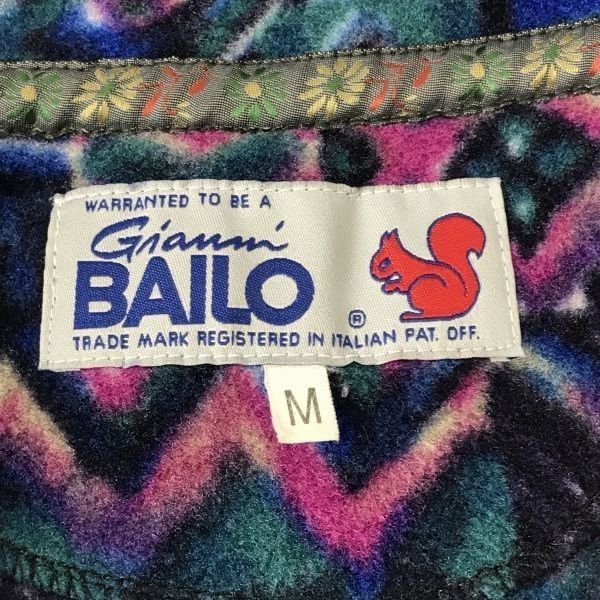 WARRANTED TO BE A
Gianni
BAILO ®
TRADE MARK REGISTERED IN ITALIAN PAT. OFF.
M